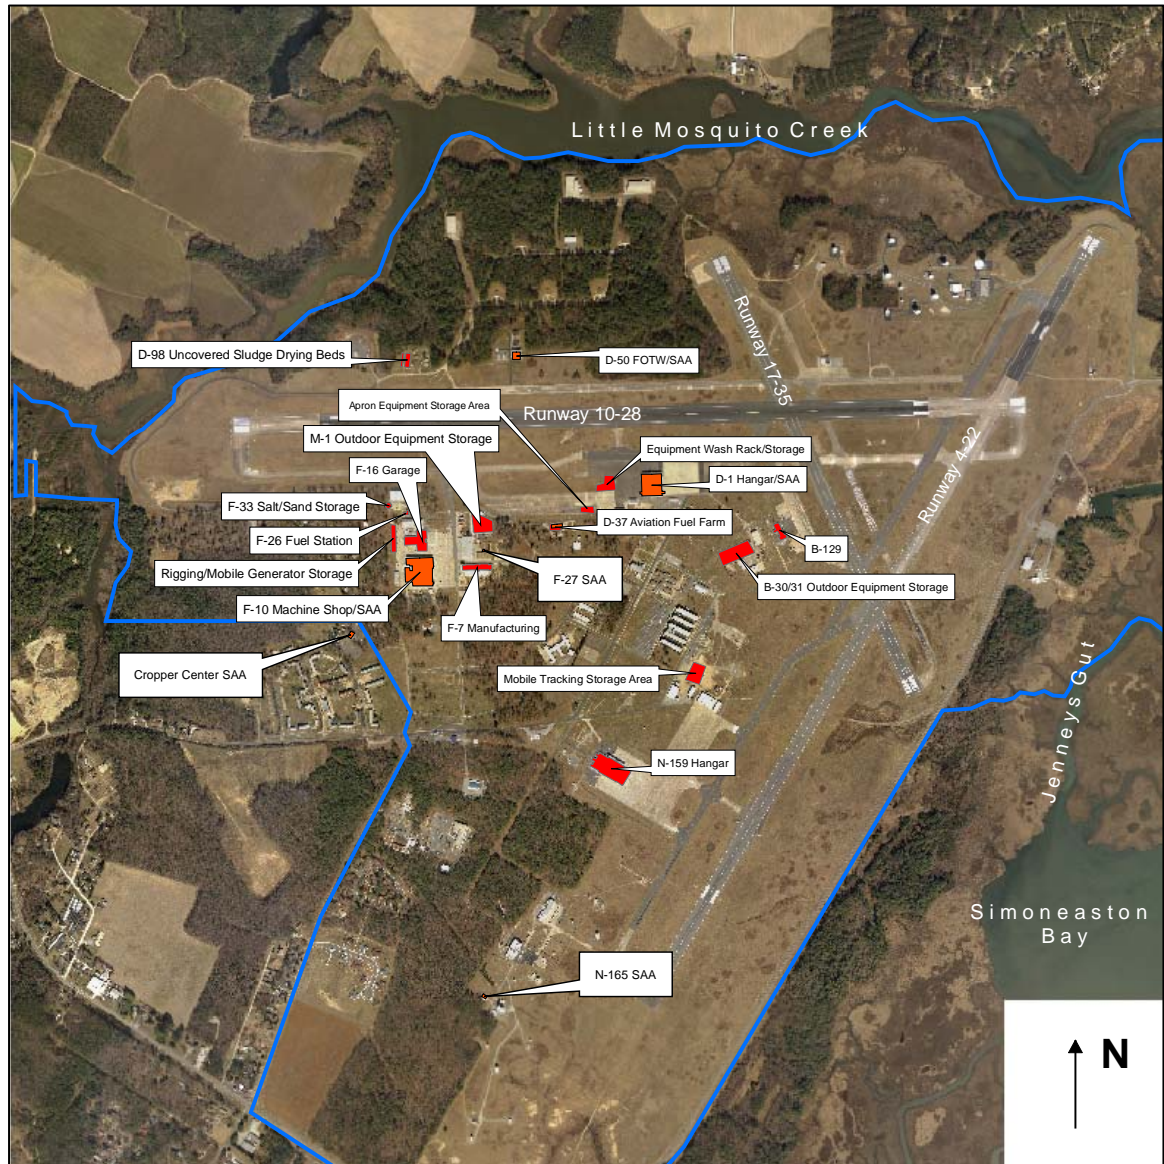 Little Mosquito Creek
Runway 17-35
D-98 Uncovered Sludge Drying Beds
D-50 FOTW/SAA
Apron Equipment Storage Area
Runway 10-28
M-1 Outdoor Equipment Storage
Equipment Wash Rack/Storage
Runway 4-22
F-16 Garage
D-1 Hangar/SAA
F-33 Salt/Sand Storage
D-37 Aviation Fuel Farm
F-26 Fuel Station
B-129
Rigging/Mobile Generator Storage
F-27 SAA
B-30/31 Outdoor Equipment Storage
F-10 Machine Shop/SAA
F-7 Manufacturing
Cropper Center SAA
Mobile Tracking Storage Area
Jenneys Gut
N-159 Hangar
Simoneaston
Bay
N-165 SAA
N